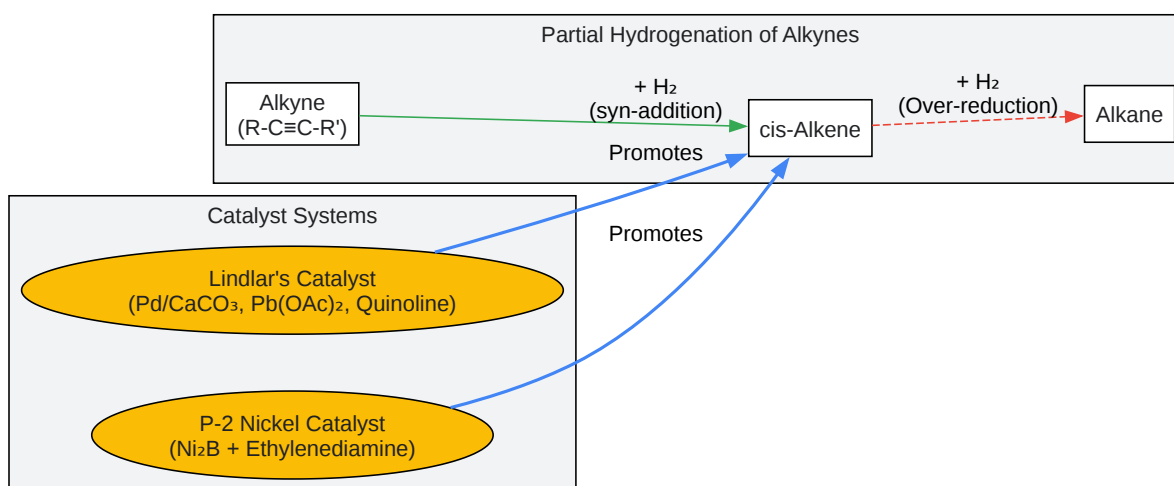 Partial Hydrogenation of Alkynes
Alkyne
(R-C≡C-R')
+ H₂
(syn-addition)
cis-Alkene
+ H₂
(Over-reduction)
Alkane
Promotes
Catalyst Systems
Promotes
Lindlar's Catalyst
(Pd/CaCO₃, Pb(OAc)₂, Quinoline)
P-2 Nickel Catalyst
(Ni₂B + Ethylenediamine)